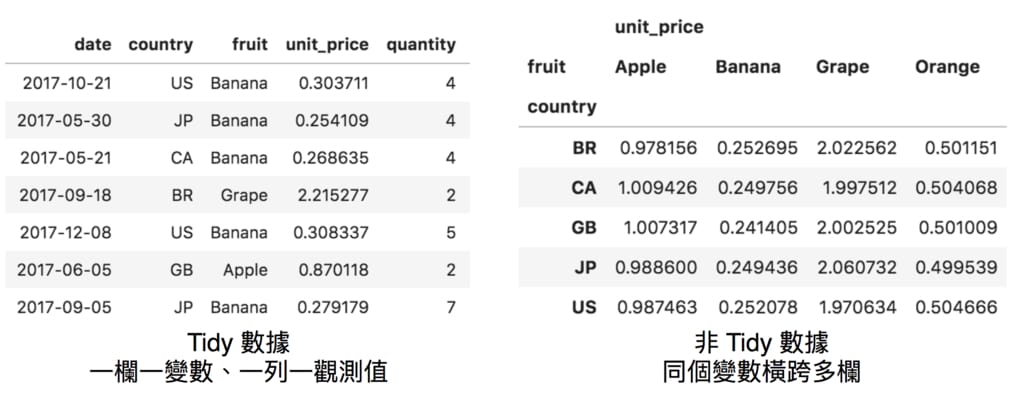 date country fruit unit_price quantity
2017-10-21 US Banana 0.303711 4
2017-05-30 JP Banana 0.254109 4
2017-05-21 CA Banana 0.268635 4
2017-09-18 BR Grape 2.215277 2
2017-12-08 US Banana 0.308337 5
2017-06-05 GB Apple 0.870118 2
2017-09-05 JP Banana 0.279179 7
Tidy 數據
一欄一變數、一列一觀測值
unit_price
fruit Apple Banana Grape Orange
country
BR 0.978156 0.252695 2.022562 0.501151
CA 1.009426 0.249756 1.997512 0.504068
GB 1.007317 0.241405 2.002525 0.501009
JP 0.988600 0.249436 2.060732 0.499539
US 0.987463 0.252078 1.970634 0.504666
非 Tidy 數據
同個變數橫跨多欄